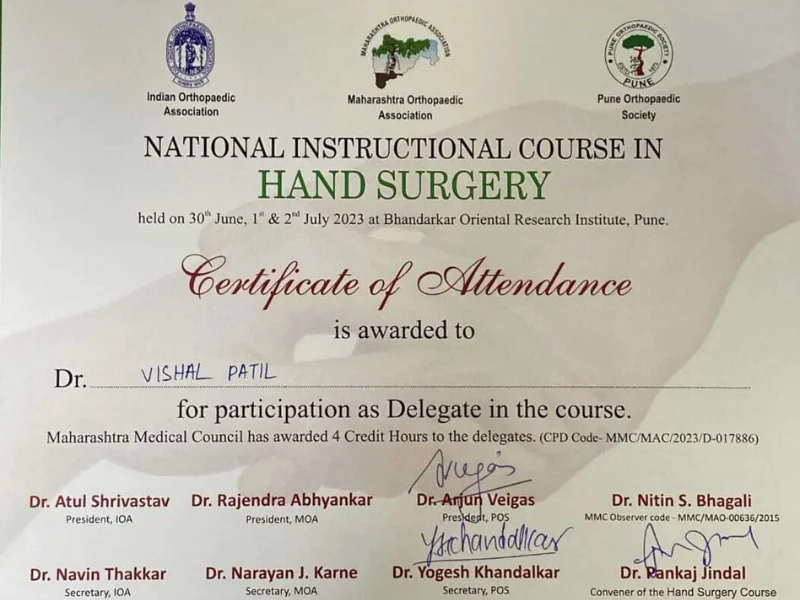 Indian Orthopaedic
Association
MAHARASHTRA ORTHOPAEDIC ASSOCIATION
Maharashtra Orthopaedic
Association
PUNE ORTHOPAEDIC SOCIETY
PUNE
Pune Orthopaedic
Society
NATIONAL INSTRUCTIONAL COURSE IN
HAND SURGERY
held on 30th June, 1st & 2nd July 2023 at Bhandarkar Oriental Research Institute, Pune.
Certificate of Attendance
is awarded to
Dr. VISHAL PATIL
for participation as Delegate in the course.
Maharashtra Medical Council has awarded 4 Credit Hours to the delegates. (CPD Code- MMC/MAC/2023/D-017886)
Dr. Atul Shrivastav
President, IOA
Dr. Rajendra Abhyankar
President, MOA
Dr. Arjun Veigas
President, POS
Dr. Nitin S. Bhagali
MMC Observer code - MMC/MAO-00636/2015
Dr. Navin Thakkar
Secretary, IOA
Dr. Narayan J. Karne
Secretary, MOA
Dr. Yogesh Khandalkar
Secretary, POS
Dr. Pankaj Jindal
Convener of the Hand Surgery Course